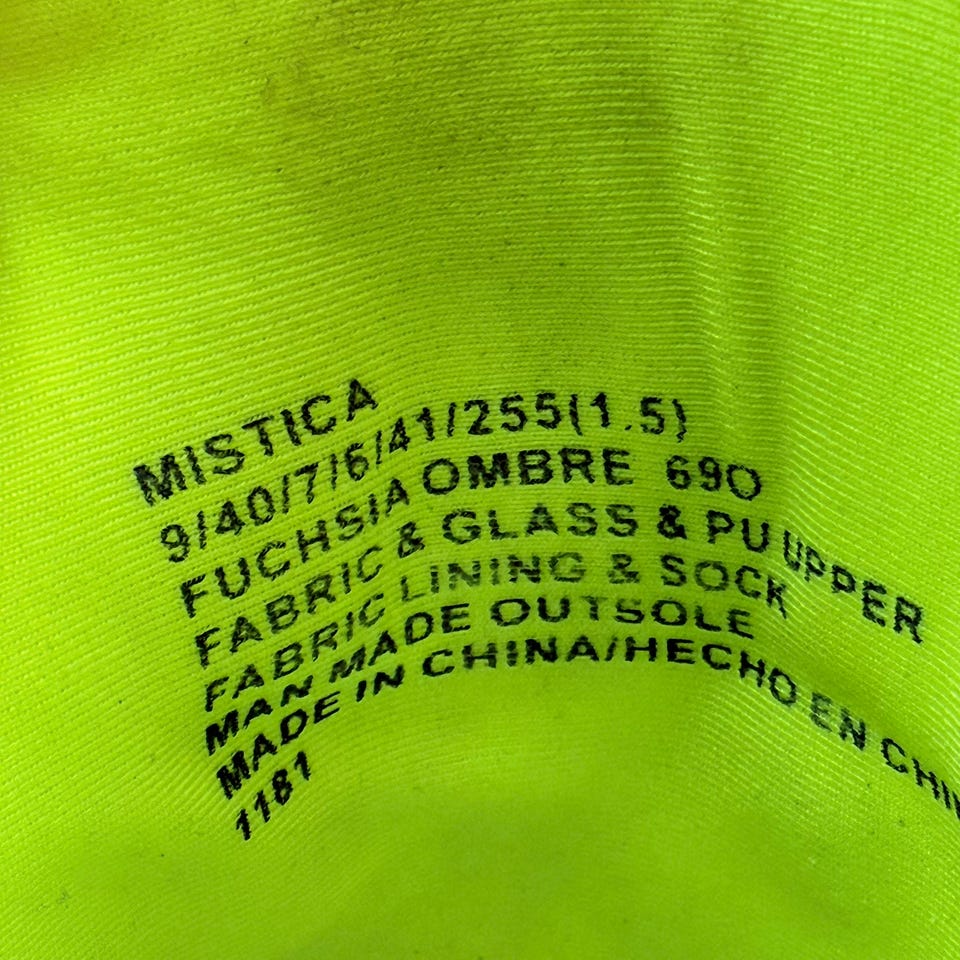 MISTICA
9/40/7/6/41/255(1.5)
FUCHSIA OMBRE 690
FABRIC & GLASS & PU UPPER
FABRIC LINING & SOCK
MAN MADE OUTSOLE
MADE IN CHINA/HECHO EN CHIN
1181